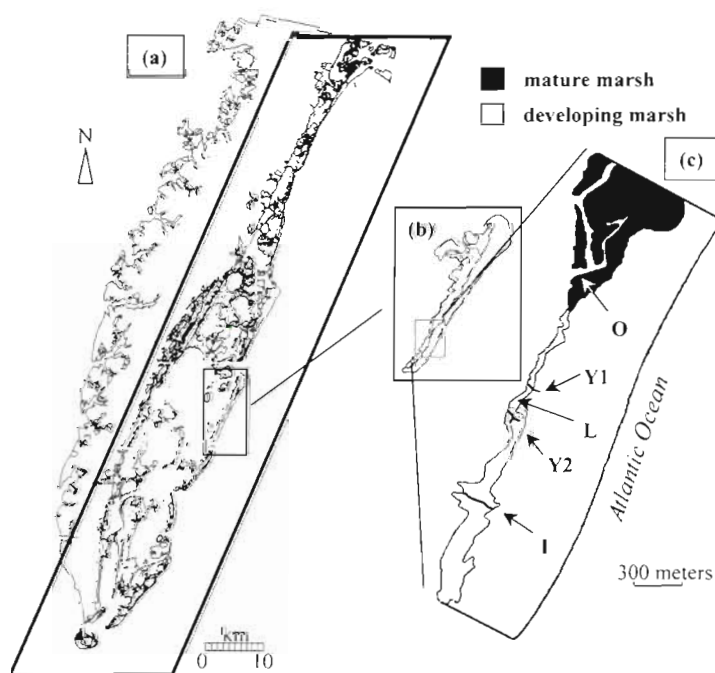 (a)
N
mature marsh
developing marsh
(c)
(b)
O
Y1
L
Y2
I
Atlantic Ocean
300 meters
km
0 10